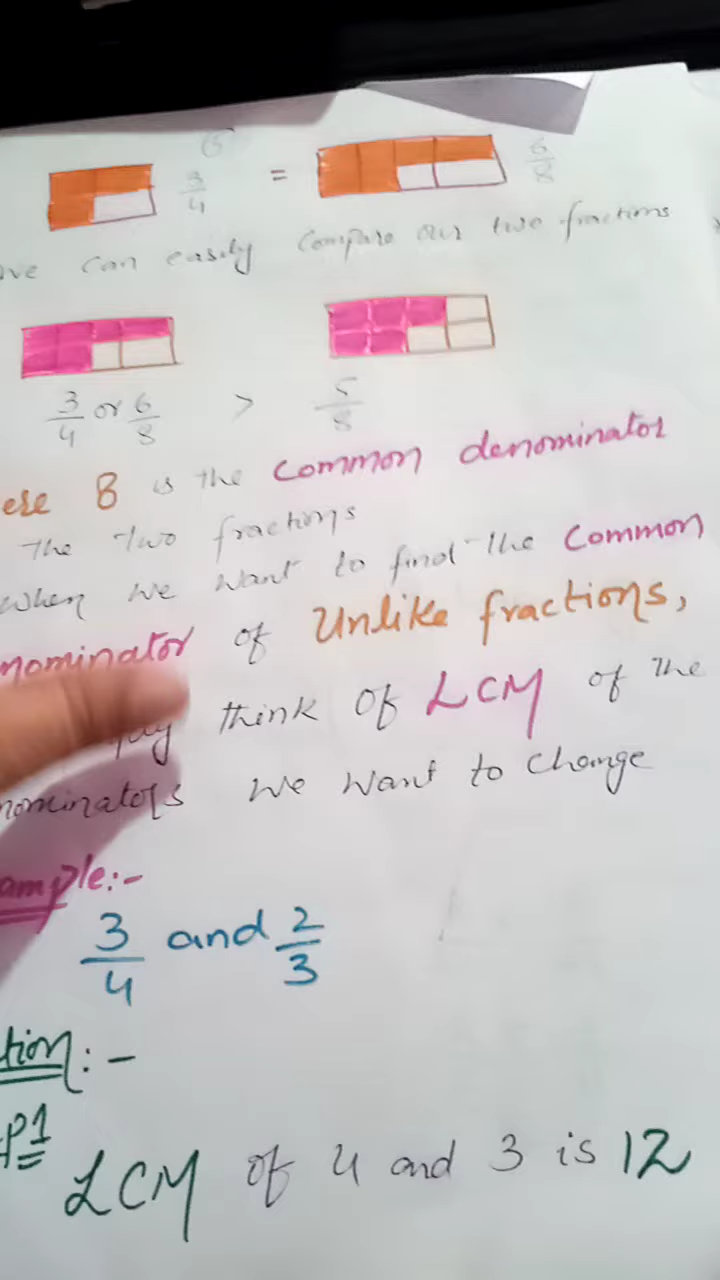 3/4 = 6/8
we can easily compare our two fractions
3/4 or 6/8 > 5/8
ere 8 is the common denominator
The two fractions
When we want to find the common
nominator of Unlike fractions,
think of LCM of the
nominators we want to change
ample:-
3/4 and 2/3
tion:-
P1
LCM of 4 and 3 is 12